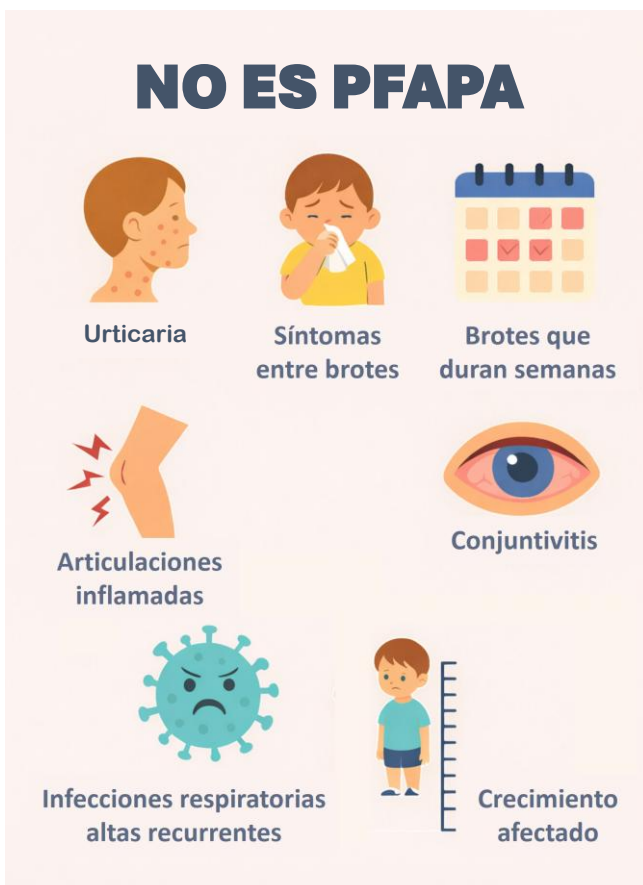 NO ES PFAPA
Urticaria
Síntomas
entre brotes
Brotes que
duran semanas
Articulaciones
inflamadas
Conjuntivitis
Infecciones respiratorias
altas recurrentes
Crecimiento
afectado